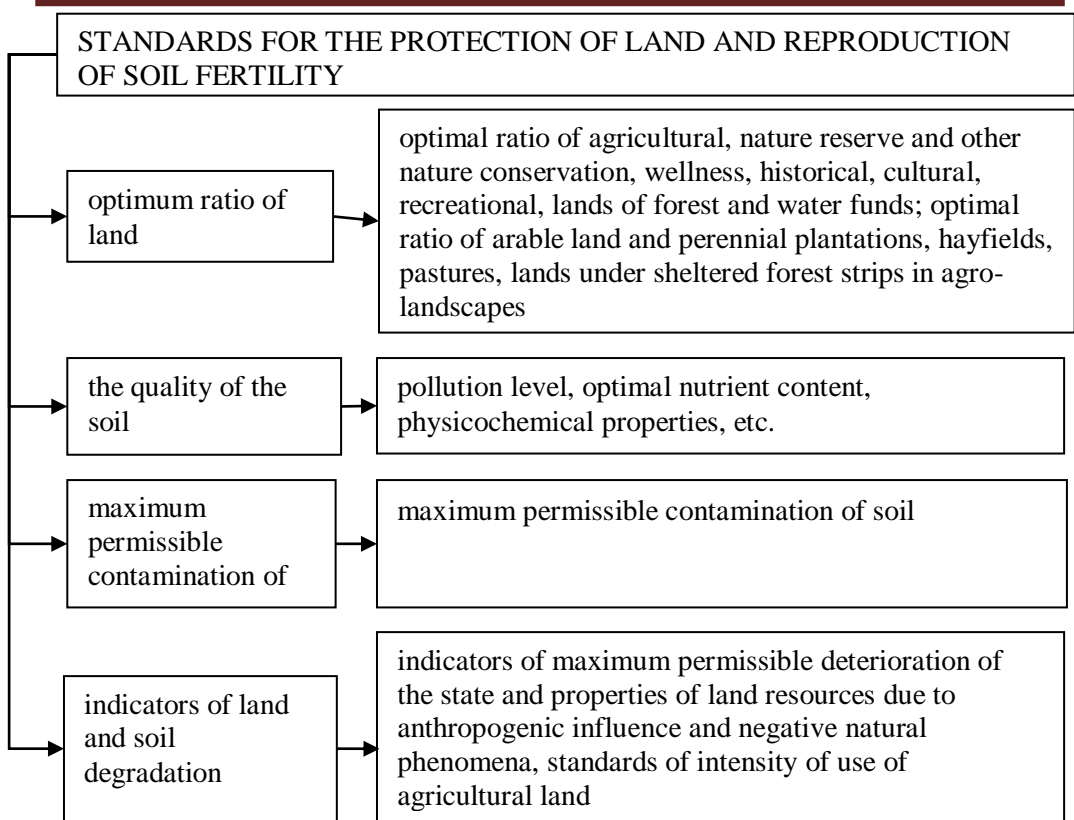 STANDARDS FOR THE PROTECTION OF LAND AND REPRODUCTION
OF SOIL FERTILITY
optimum ratio of
land
optimal ratio of agricultural, nature reserve and other
nature conservation, wellness, historical, cultural,
recreational, lands of forest and water funds; optimal
ratio of arable land and perennial plantations, hayfields,
pastures, lands under sheltered forest strips in agro-
landscapes
the quality of the
soil
pollution level, optimal nutrient content,
physicochemical properties, etc.
maximum
permissible
contamination of
maximum permissible contamination of soil
indicators of land
and soil
degradation
indicators of maximum permissible deterioration of
the state and properties of land resources due to
anthropogenic influence and negative natural
phenomena, standards of intensity of use of
agricultural land